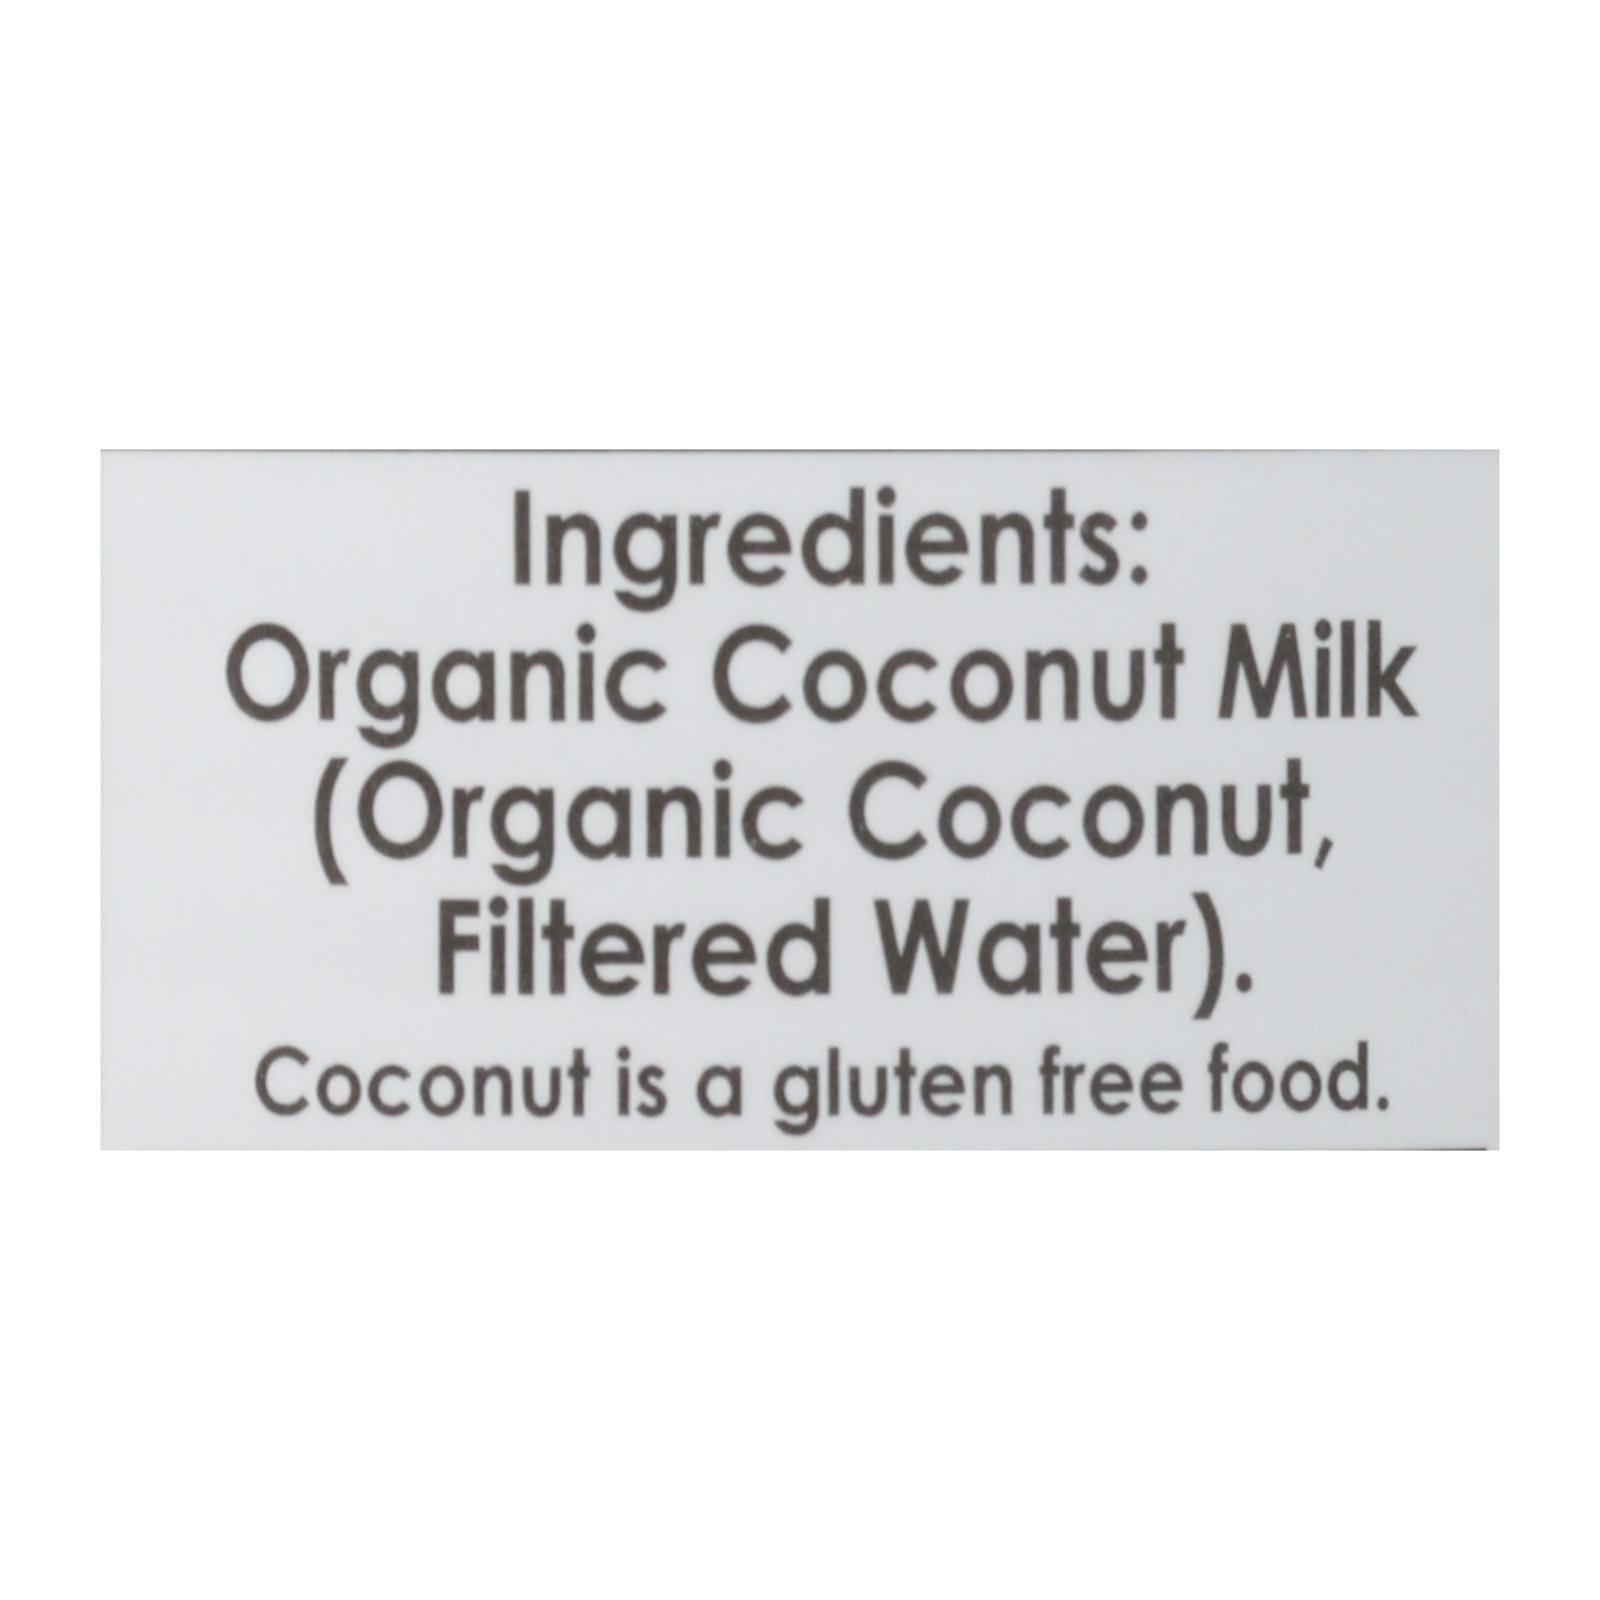 Ingredients:
Organic Coconut Milk
(Organic Coconut,
Filtered Water).
Coconut is a gluten free food.